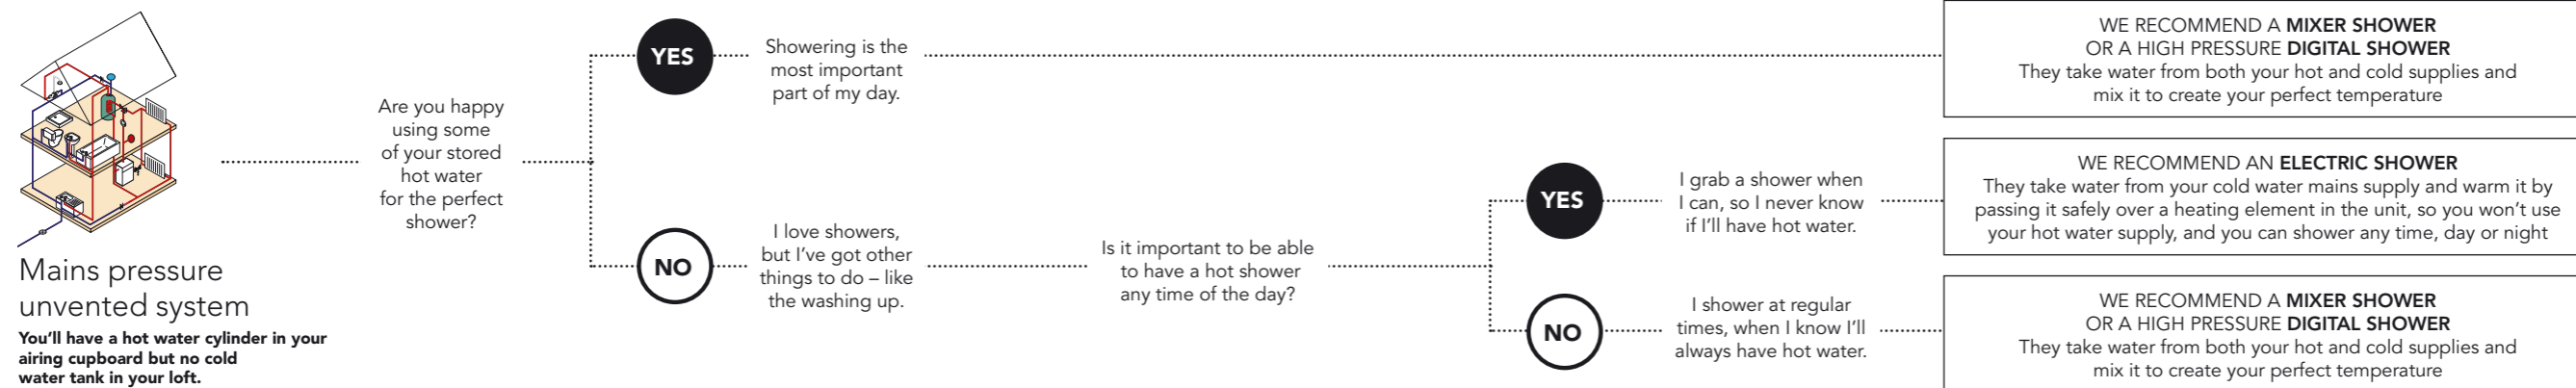 Mains pressure
unvented system
You'll have a hot water cylinder in your
airing cupboard but no cold
water tank in your loft.
Are you happy
using some
of your stored
hot water
for the perfect
shower?
YES
Showering is the
most important
part of my day.
WE RECOMMEND A MIXER SHOWER
OR A HIGH PRESSURE DIGITAL SHOWER
They take water from both your hot and cold supplies and
mix it to create your perfect temperature
NO
I love showers,
but I've got other
things to do – like
the washing up.
Is it important to be able
to have a hot shower
any time of the day?
YES
I grab a shower when
I can, so I never know
if I'll have hot water.
WE RECOMMEND AN ELECTRIC SHOWER
They take water from your cold water mains supply and warm it by
passing it safely over a heating element in the unit, so you won't use
your hot water supply, and you can shower any time, day or night
NO
I shower at regular
times, when I know I'll
always have hot water.
WE RECOMMEND A MIXER SHOWER
OR A HIGH PRESSURE DIGITAL SHOWER
They take water from both your hot and cold supplies and
mix it to create your perfect temperature